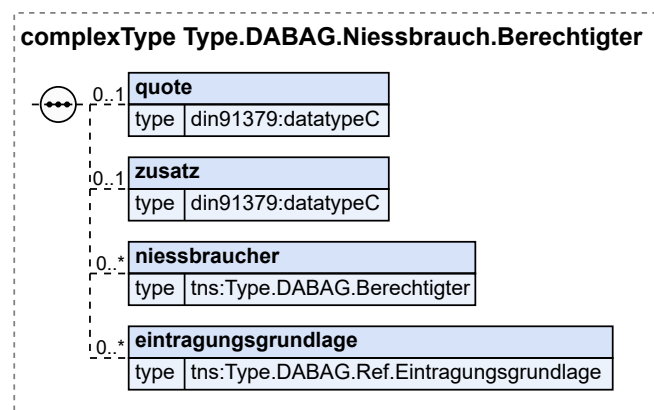 complexType Type.DABAG.Niessbrauch.Berechtigter
0..1 quote
type din91379:datatypeC
0..1 zusatz
type din91379:datatypeC
0..* niessbraucher
type tns:Type.DABAG.Berechtigter
0..* eintragungsgrundlage
type tns:Type.DABAG.Ref.Eintragungsgrundlage